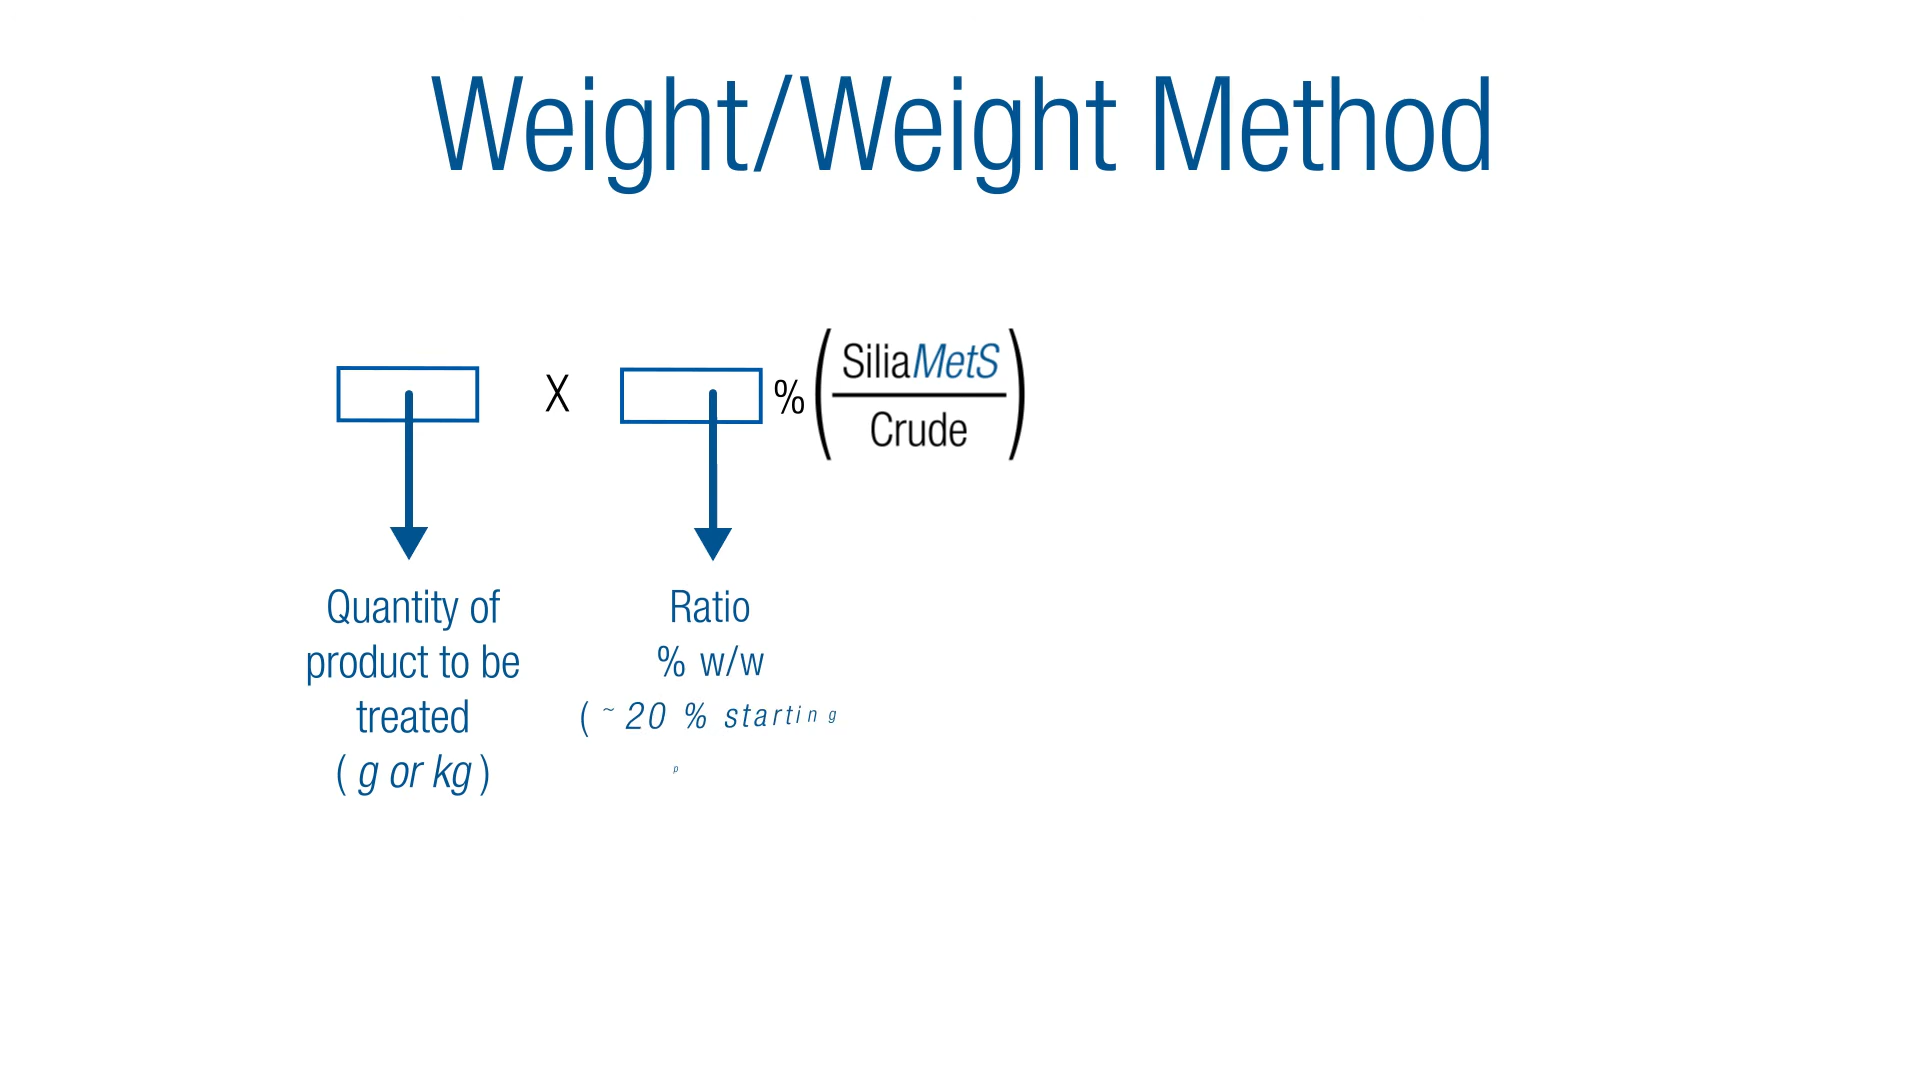 Weight/Weight Method
X % ( SiliaMetS
Crude )
Quantity of
product to be
treated
( g or kg )
Ratio
% w/w
( ~ 20 % starting
p